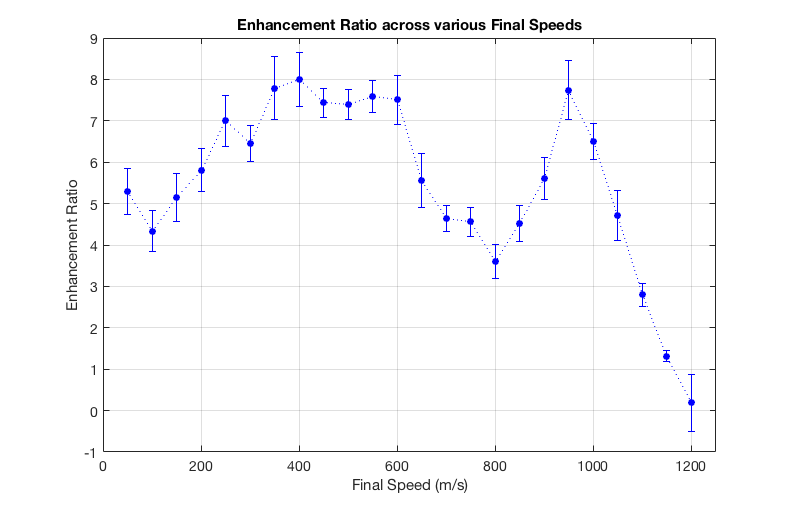 Enhancement Ratio across various Final Speeds
Enhancement Ratio
9
8
7
6
5
4
3
2
1
0
-1
0 200 400 600 800 1000 1200
Final Speed (m/s)